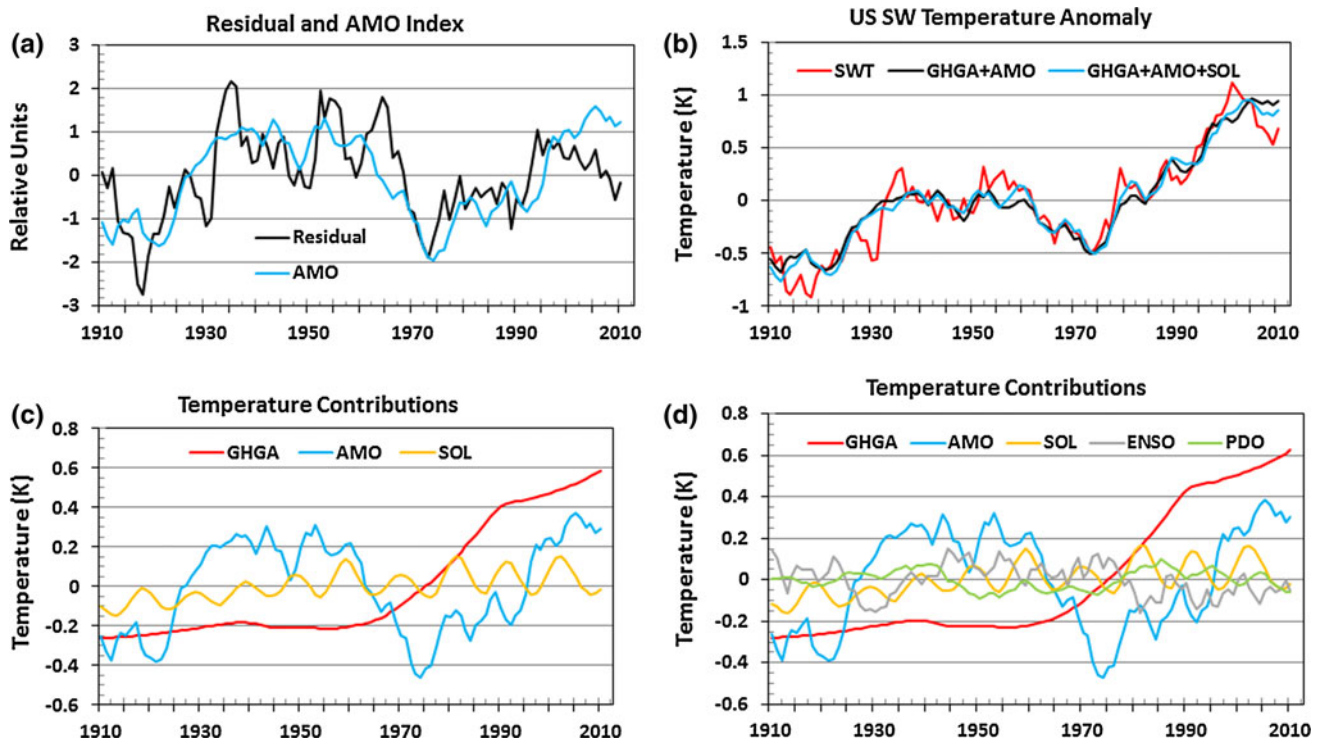 (a)
Residual and AMO Index
Relative Units
3
2
1
0
-1
-2
-3
Residual
AMO
1910 1930 1950 1970 1990 2010
(b)
US SW Temperature Anomaly
Temperature (K)
1.5
1
0.5
0
-0.5
-1
SWT GHGA+AMO GHGA+AMO+SOL
1910 1930 1950 1970 1990 2010
(c)
Temperature Contributions
Temperature (K)
0.8
0.6
0.4
0.2
0
-0.2
-0.4
-0.6
GHGA AMO SOL
1910 1930 1950 1970 1990 2010
(d)
Temperature Contributions
Temperature (K)
0.8
0.6
0.4
0.2
0
-0.2
-0.4
-0.6
GHGA AMO SOL ENSO PDO
1910 1930 1950 1970 1990 2010